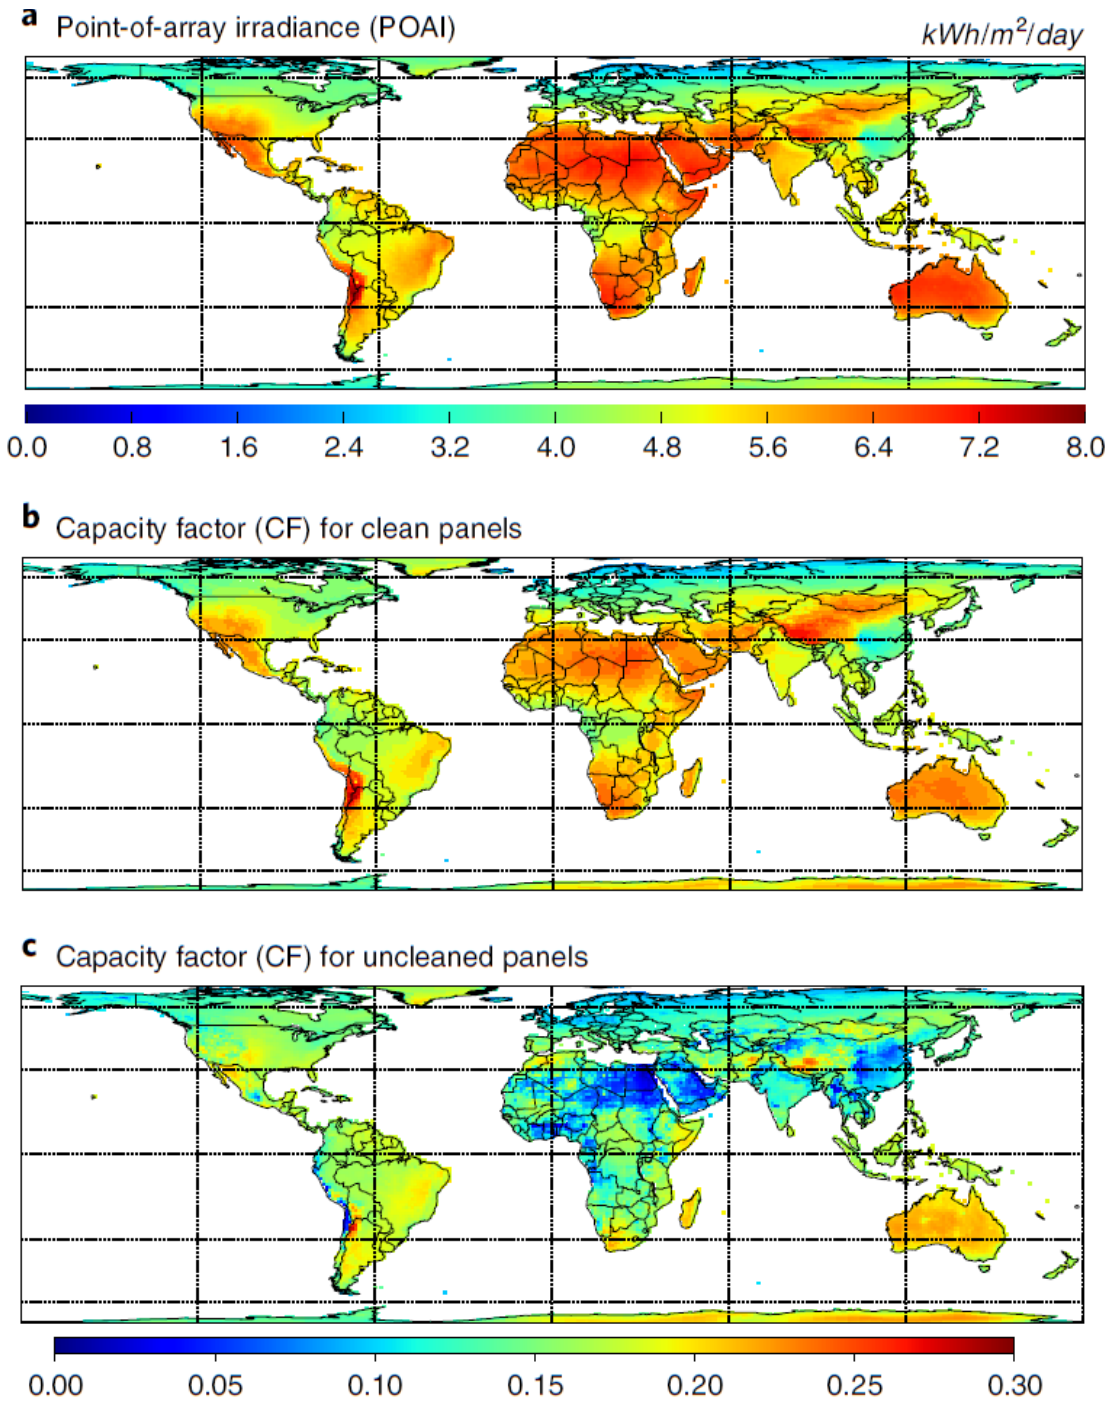 a Point-of-array irradiance (POAI) kWh/m²/day
0.0 0.8 1.6 2.4 3.2 4.0 4.8 5.6 6.4 7.2 8.0
b Capacity factor (CF) for clean panels
c Capacity factor (CF) for uncleaned panels
0.00 0.05 0.10 0.15 0.20 0.25 0.30